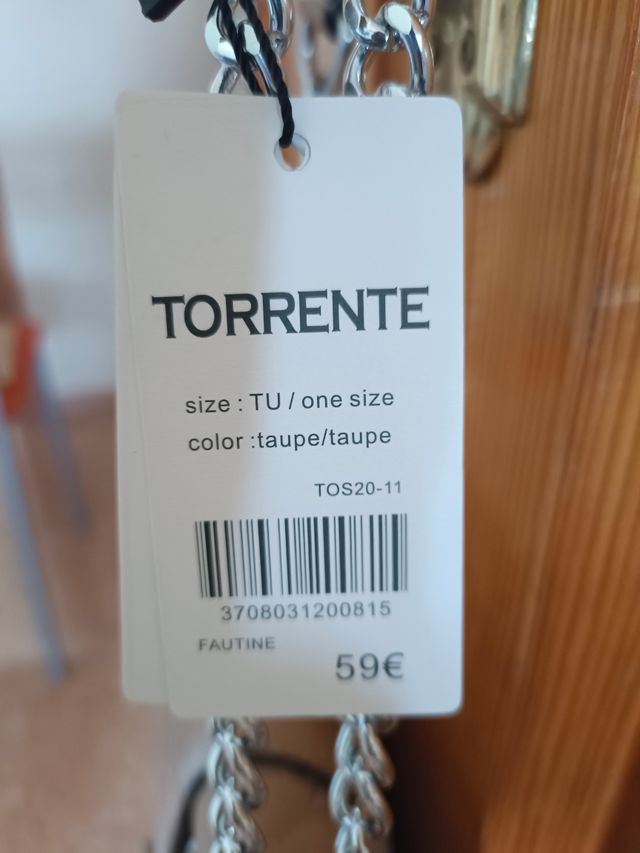 TORRENTE
size : TU / one size
color :taupe/taupe
TOS20-11
3708031200815
FAUTINE
59€